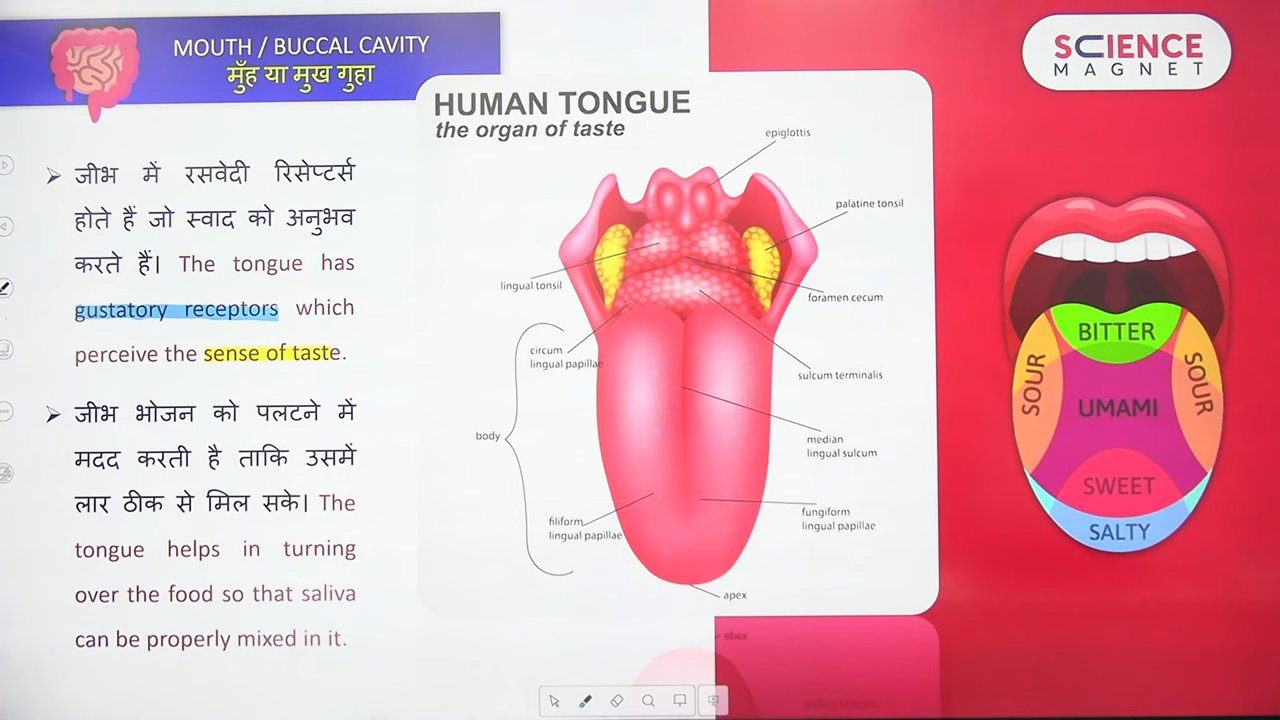 MOUTH / BUCCAL CAVITY
मुँह या मुख गुहा
SCIENCE
MAGNET
HUMAN TONGUE
the organ of taste
जीभ में रसवेदी रिसेप्टर्स
होते हैं जो स्वाद को अनुभव
करते हैं। The tongue has
gustatory receptors which
perceive the sense of taste.
जीभ भोजन को पलटने में
मदद करती है ताकि उसमें
लार ठीक से मिल सके। The
tongue helps in turning
over the food so that saliva
can be properly mixed in it.
epiglottis
palatine tonsil
lingual tonsil
foramen cecum
circum
lingual papillae
sulcum terminalis
body
median
lingual sulcum
filiform
lingual papillae
fungiform
lingual papillae
apex
BITTER
SOUR
SOUR
UMAMI
SWEET
SALTY
apex